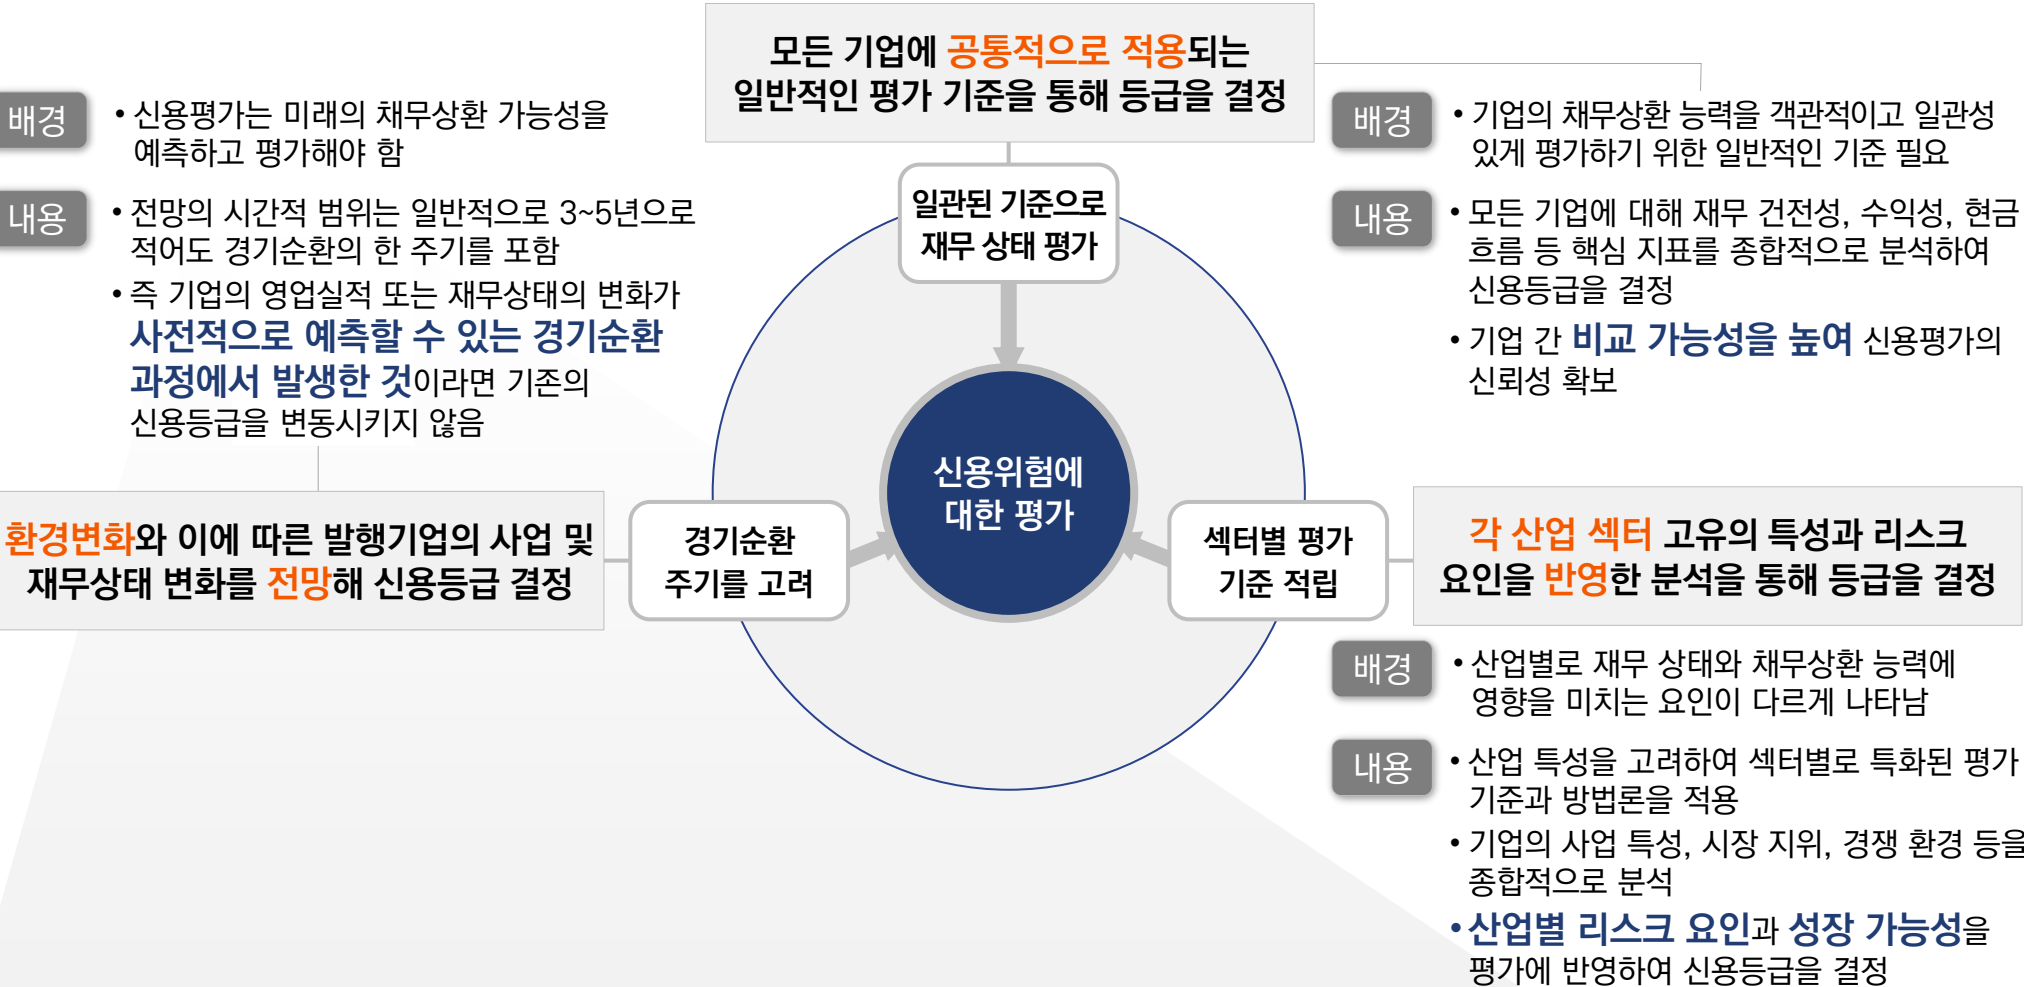 모든 기업에 공통적으로 적용되는
일반적인 평가 기준을 통해 등급을 결정
배경
• 신용평가는 미래의 채무상환 가능성을
예측하고 평가해야 함
내용
• 전망의 시간적 범위는 일반적으로 3~5년으로
적어도 경기순환의 한 주기를 포함
• 즉 기업의 영업실적 또는 재무상태의 변화가
사전적으로 예측할 수 있는 경기순환
과정에서 발생한 것이라면 기존의
신용등급을 변동시키지 않음
환경변화와 이에 따른 발행기업의 사업 및
재무상태 변화를 전망해 신용등급 결정
일관된 기준으로
재무 상태 평가
신용위험에
대한 평가
경기순환
주기를 고려
섹터별 평가
기준 적립
배경
• 기업의 채무상환 능력을 객관적이고 일관성
있게 평가하기 위한 일반적인 기준 필요
내용
• 모든 기업에 대해 재무 건전성, 수익성, 현금
흐름 등 핵심 지표를 종합적으로 분석하여
신용등급을 결정
• 기업 간 비교 가능성을 높여 신용평가의
신뢰성 확보
각 산업 섹터 고유의 특성과 리스크
요인을 반영한 분석을 통해 등급을 결정
배경
• 산업별로 재무 상태와 채무상환 능력에
영향을 미치는 요인이 다르게 나타남
내용
• 산업 특성을 고려하여 섹터별로 특화된 평가
기준과 방법론을 적용
• 기업의 사업 특성, 시장 지위, 경쟁 환경 등을
종합적으로 분석
• 산업별 리스크 요인과 성장 가능성을
평가에 반영하여 신용등급을 결정